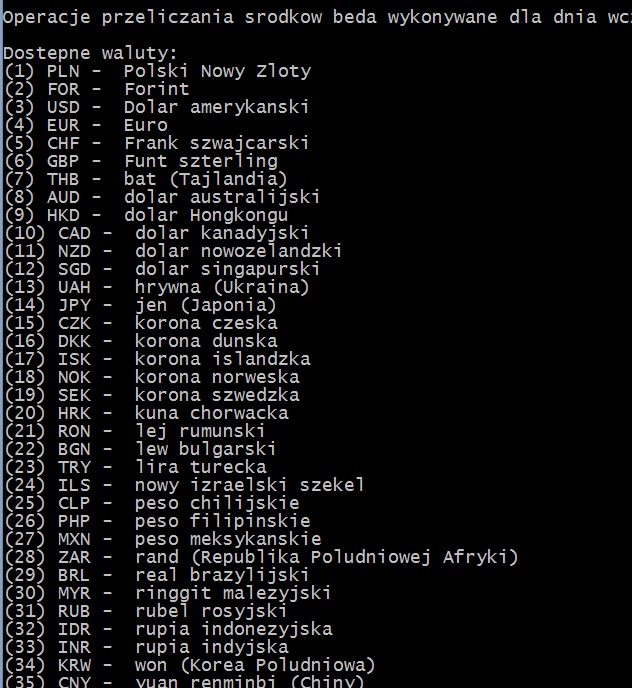 Operacje przeliczania srodkow beda wykonywane dla dnia
Dostepne waluty:
(1) PLN - Polski Nowy Zloty
(2) FOR - Forint
(3) USD - Dolar amerykanski
(4) EUR - Euro
(5) CHF - Frank szwajcarski
(6) GBP - Funt szterling
(7) THB - bat (Tajlandia)
(8) AUD - dolar australijski
(9) HKD - dolar Hongkongu
(10) CAD - dolar kanadyjski
(11) NZD - dolar nowozelandzki
(12) SGD - dolar singapurski
(13) UAH - hrywna (Ukraina)
(14) JPY - jen (Japonia)
(15) CZK - korona czeska
(16) DKK - korona dunska
(17) ISK - korona islandzka
(18) NOK - korona norweska
(19) SEK - korona szwedzka
(20) HRK - kuna chorwacka
(21) RON - lej rumunski
(22) BGN - lew bulgarski
(23) TRY - lira turecka
(24) ILS - nowy izraelski szekel
(25) CLP - peso chilijskie
(26) PHP - peso filipinskie
(27) MXN - peso meksykanskie
(28) ZAR - rand (Republika Poludniowej Afryki)
(29) BRL - real brazylijski
(30) MYR - ringgit malezyjski
(31) RUB - rubel rosyjski
(32) IDR - rupia indonezyjska
(33) INR - rupia indyjska
(34) KRW - won (Korea Poludniowa)
(35) CNY - yuan renminbi (Chiny)